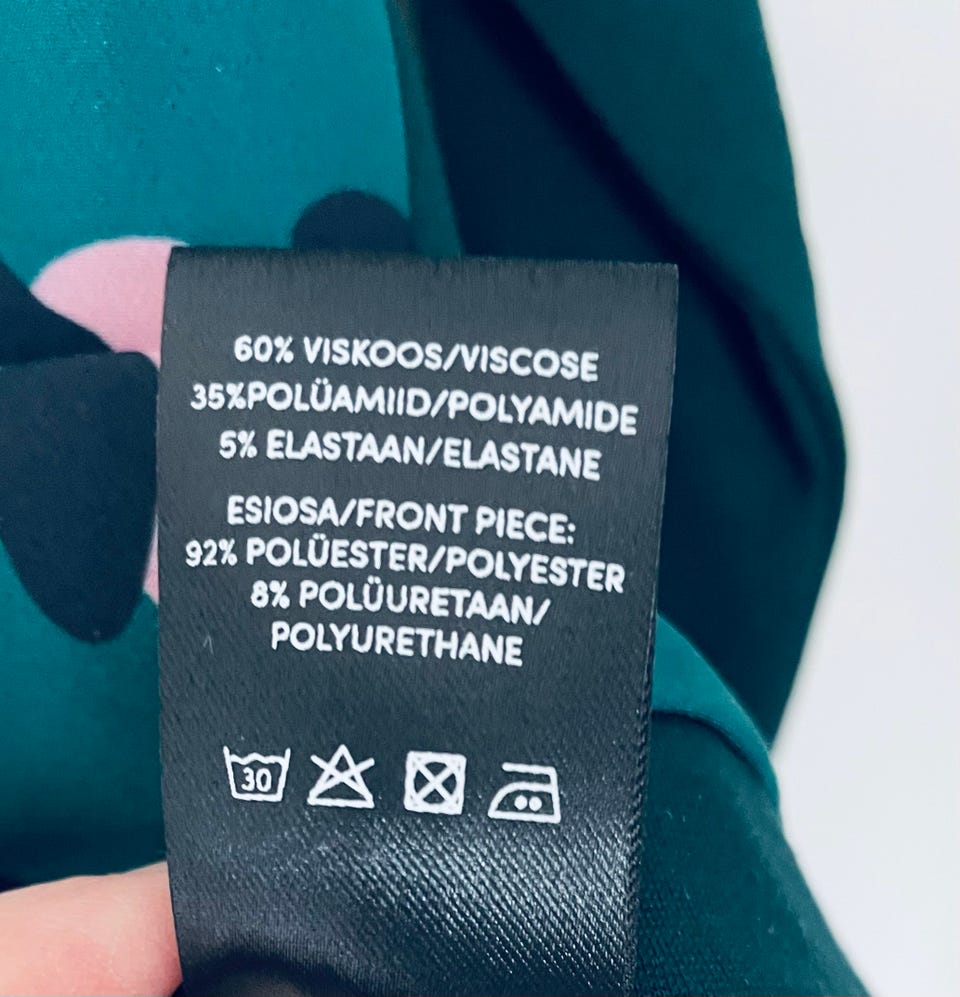 60% VISKOOS/VISCOSE
35%POLÜAMIID/POLYAMIDE
5% ELASTAAN/ELASTANE
ESIOSA/FRONT PIECE:
92% POLÜESTER/POLYESTER
8% POLÜURETAAN/
POLYURETHANE
30